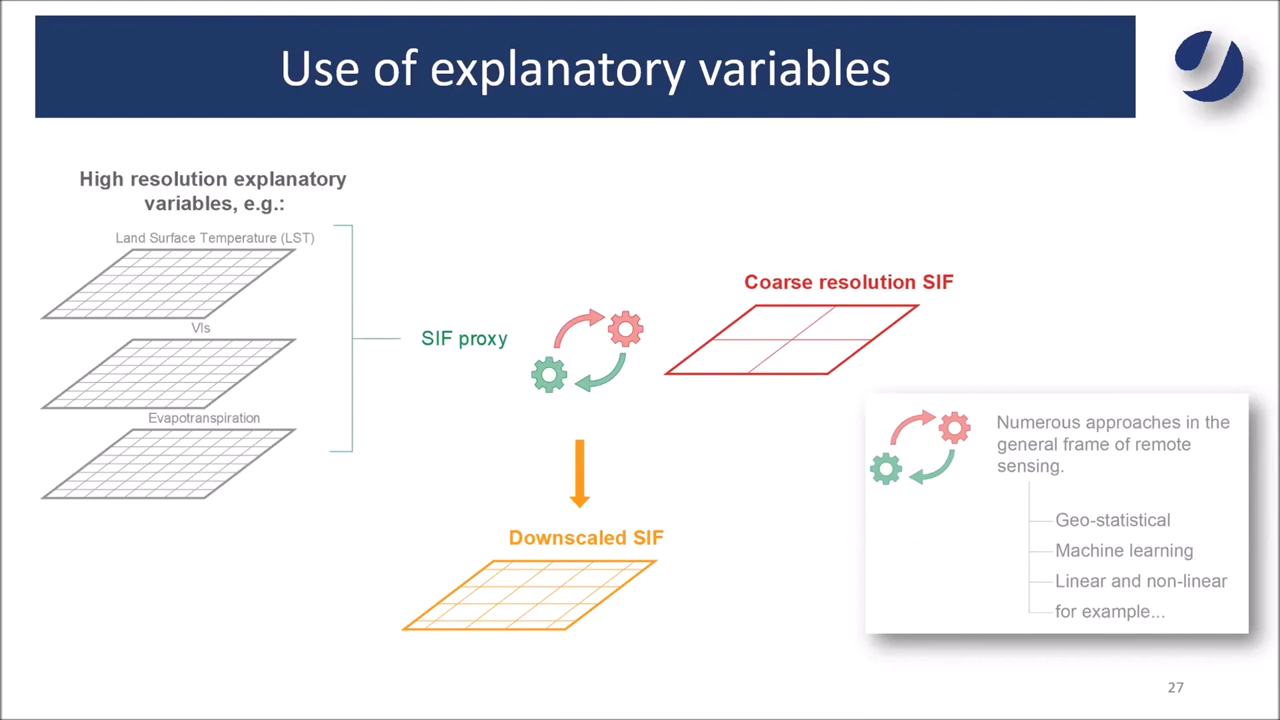 Use of explanatory variables
High resolution explanatory
variables, e.g.:
Land Surface Temperature (LST)
VIs
Evapotranspiration
SIF proxy
Coarse resolution SIF
Downscaled SIF
Numerous approaches in the
general frame of remote
sensing.
Geo-statistical
Machine learning
Linear and non-linear
for example...
27